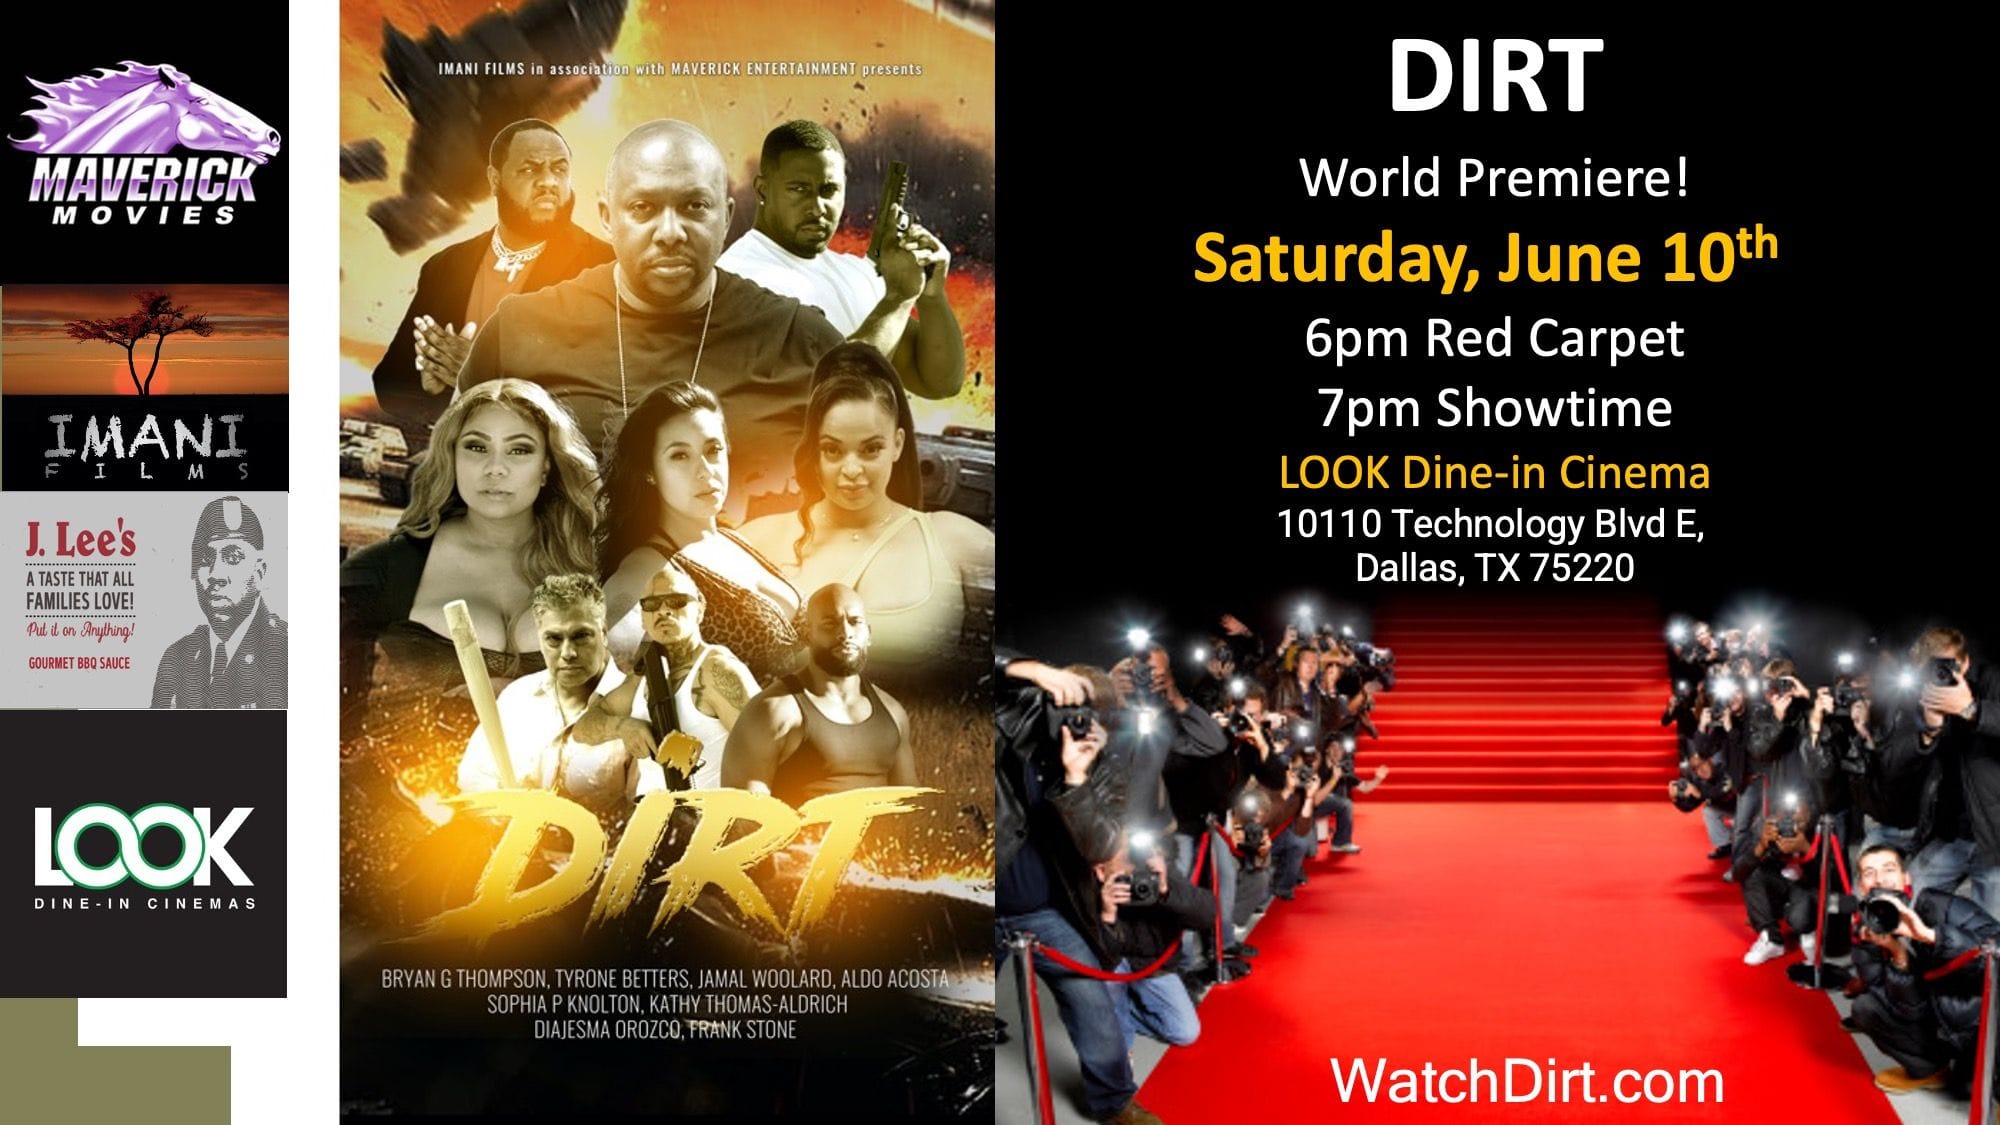 MAVERICK
MOVIES
IMANI
FILMS
J. Lee's
A TASTE THAT ALL
FAMILIES LOVE!
Put it on Anything!
GOURMET BBQ SAUCE
LOOK
DINE-IN CINEMAS
IMANI FILMS in association with MAVERICK ENTERTAINMENT presents
DIRT
BRYAN G THOMPSON, TYRONE BETTERS, JAMAL WOOLARD, ALDO ACOSTA
SOPHIA P KNOLTON, KATHY THOMAS-ALDRICH
DIAJESMA OROZCO, FRANK STONE
DIRT
World Premiere!
Saturday, June 10th
6pm Red Carpet
7pm Showtime
LOOK Dine-in Cinema
10110 Technology Blvd E,
Dallas, TX 75220
WatchDirt.com